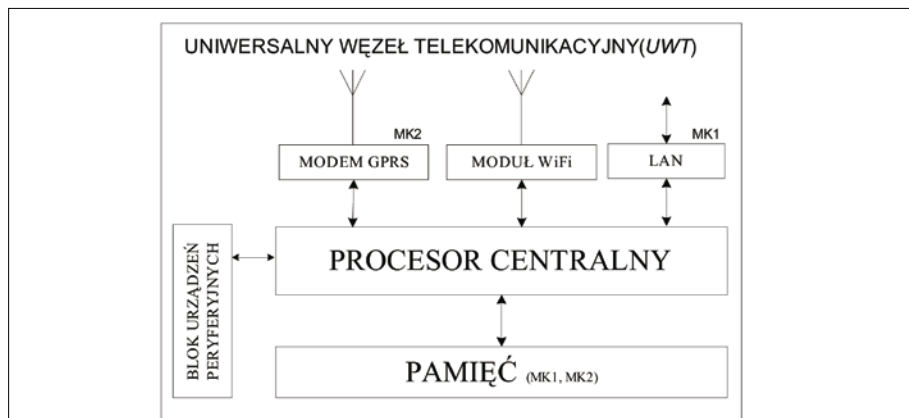 UNIWERSALNY WĘZEŁ TELEKOMUNIKACYJNY(UWT)
MK2
MK1
MODEM GPRS
MODUŁ WiFi
LAN
BLOK URZĄDZEŃ
PERYFERYJNYCH
PROCESOR CENTRALNY
PAMIĘĆ (MK1, MK2)